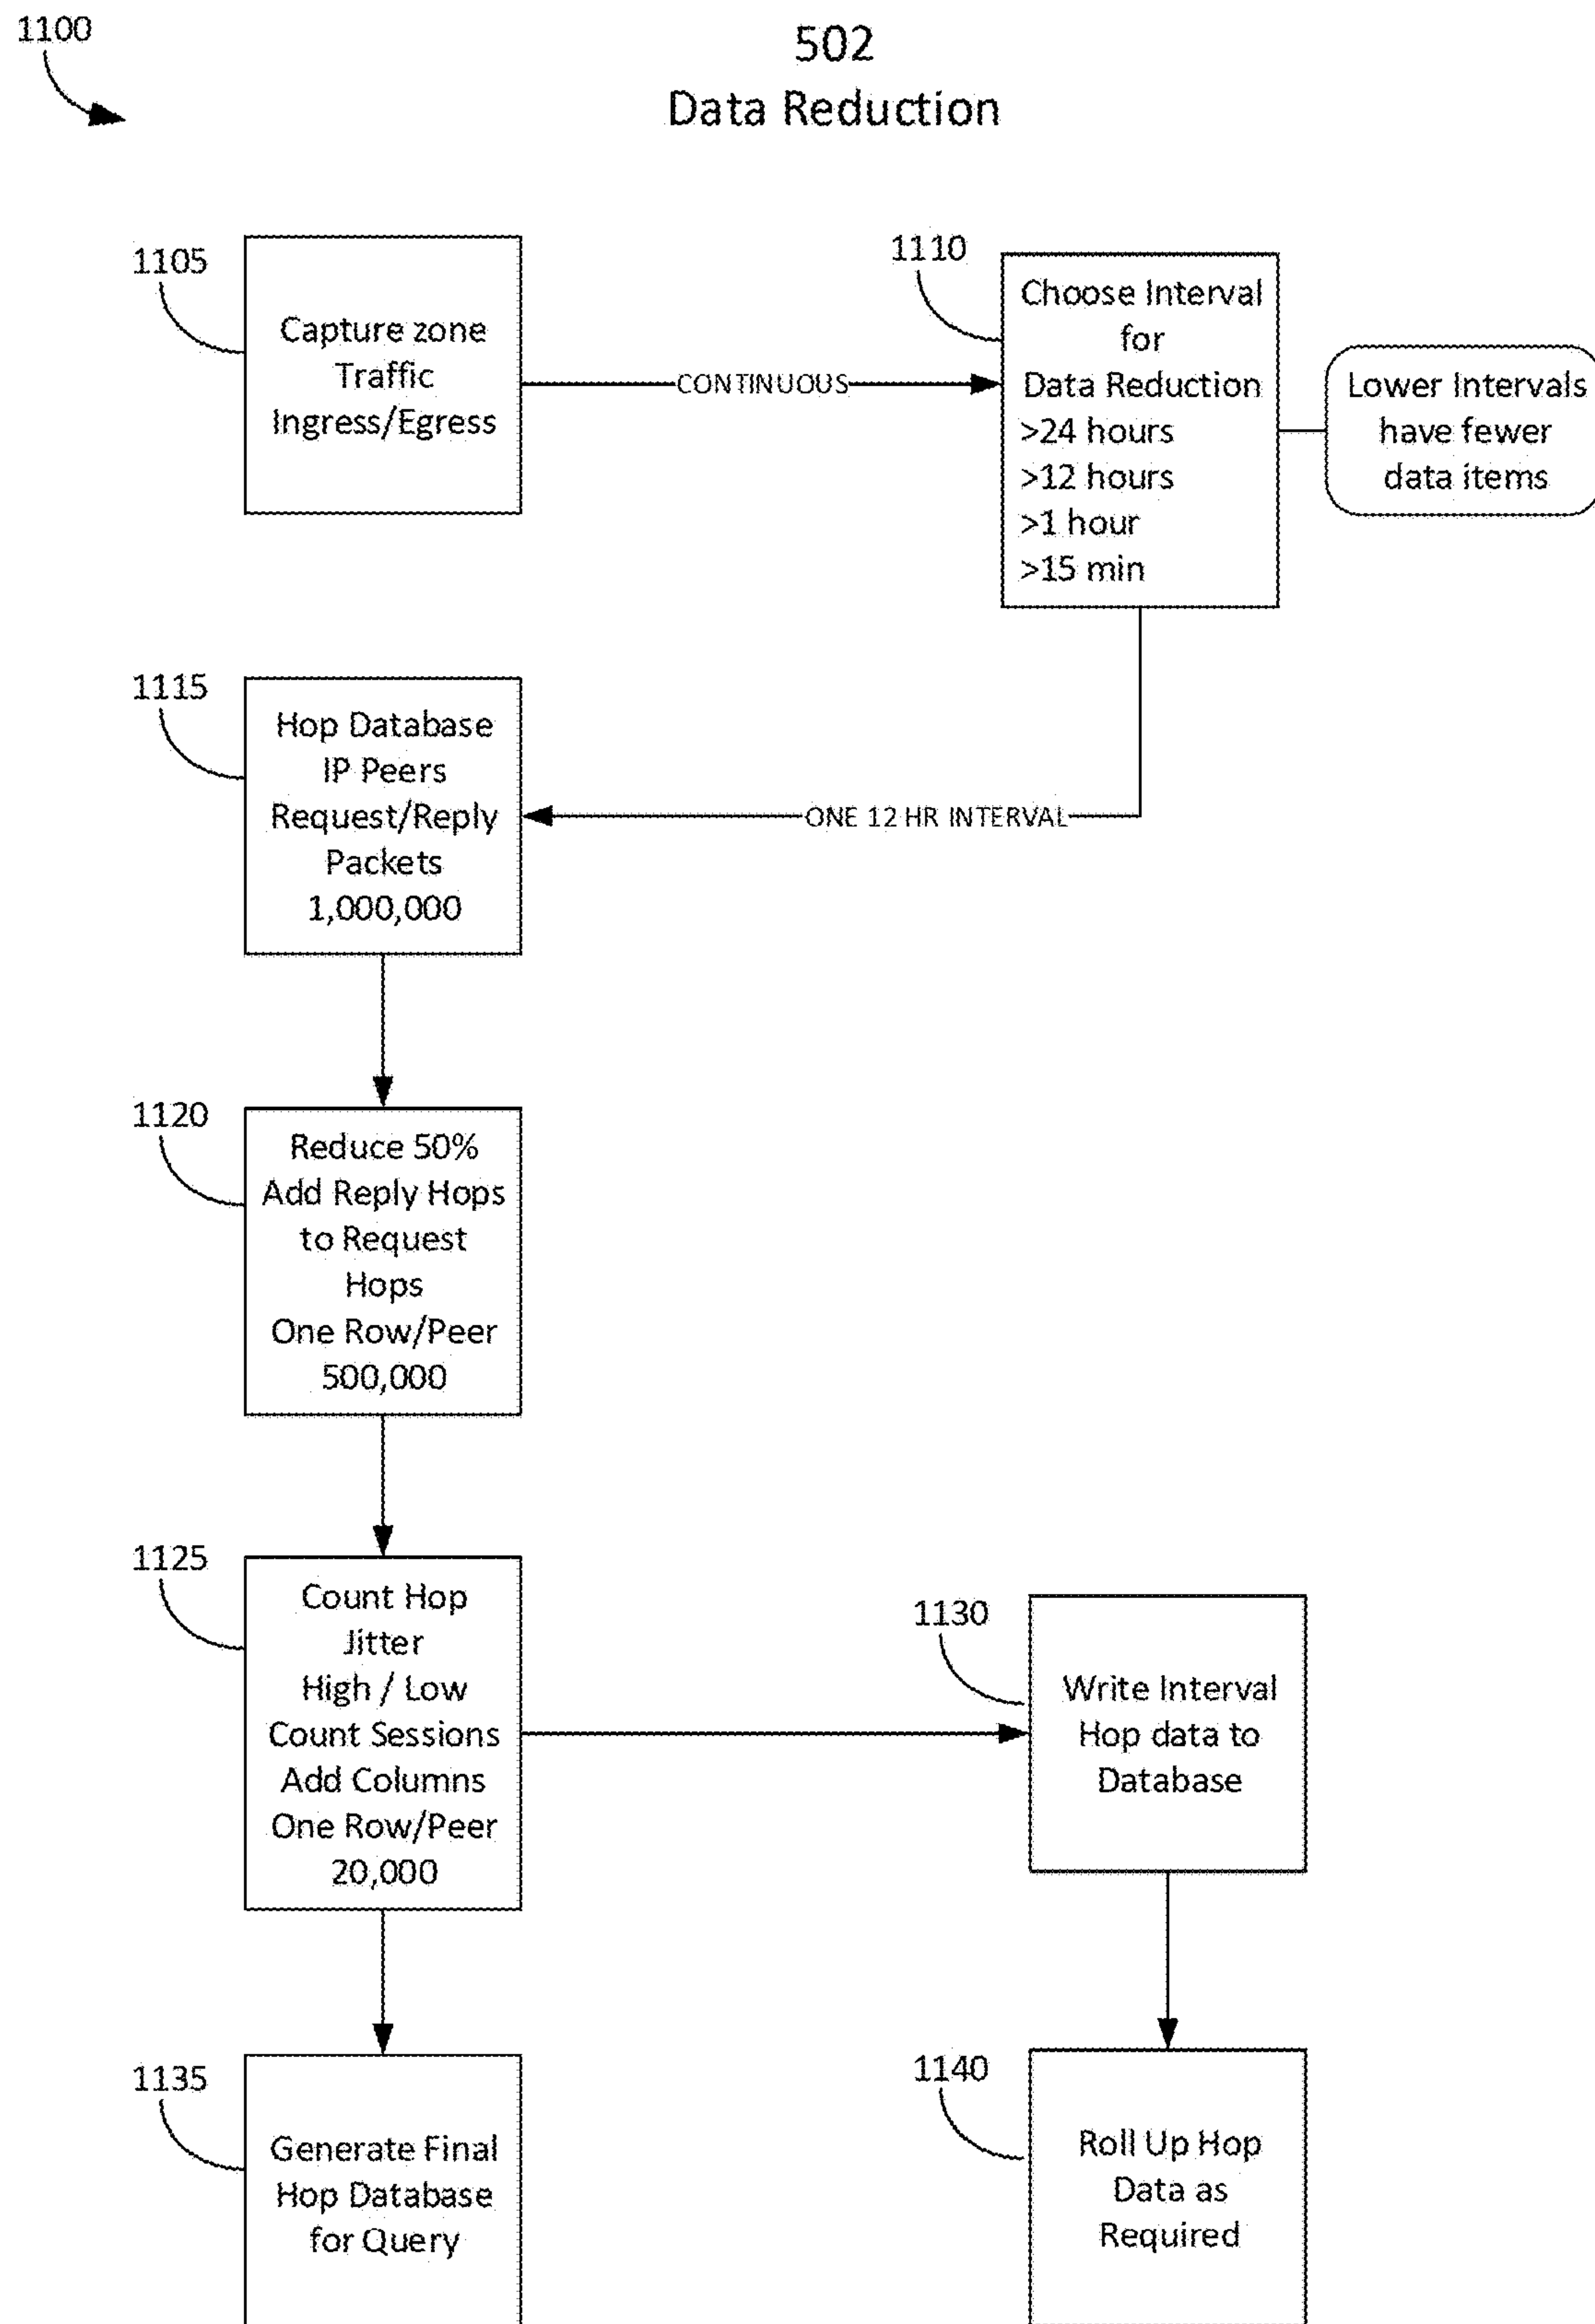 1100
502
Data Reduction
1105
Capture zone
Traffic
Ingress/Egress
CONTINUOUS
1110
Choose Interval
for
Data Reduction
>24 hours
>12 hours
>1 hour
>15 min
Lower Intervals
have fewer
data items
ONE 12 HR INTERVAL
1115
Hop Database
IP Peers
Request/Reply
Packets
1,000,000
1120
Reduce 50%
Add Reply Hops
to Request
Hops
One Row/Peer
500,000
1125
Count Hop
Jitter
High / Low
Count Sessions
Add Columns
One Row/Peer
20,000
1130
Write Interval
Hop data to
Database
1135
Generate Final
Hop Database
for Query
1140
Roll Up Hop
Data as
Required